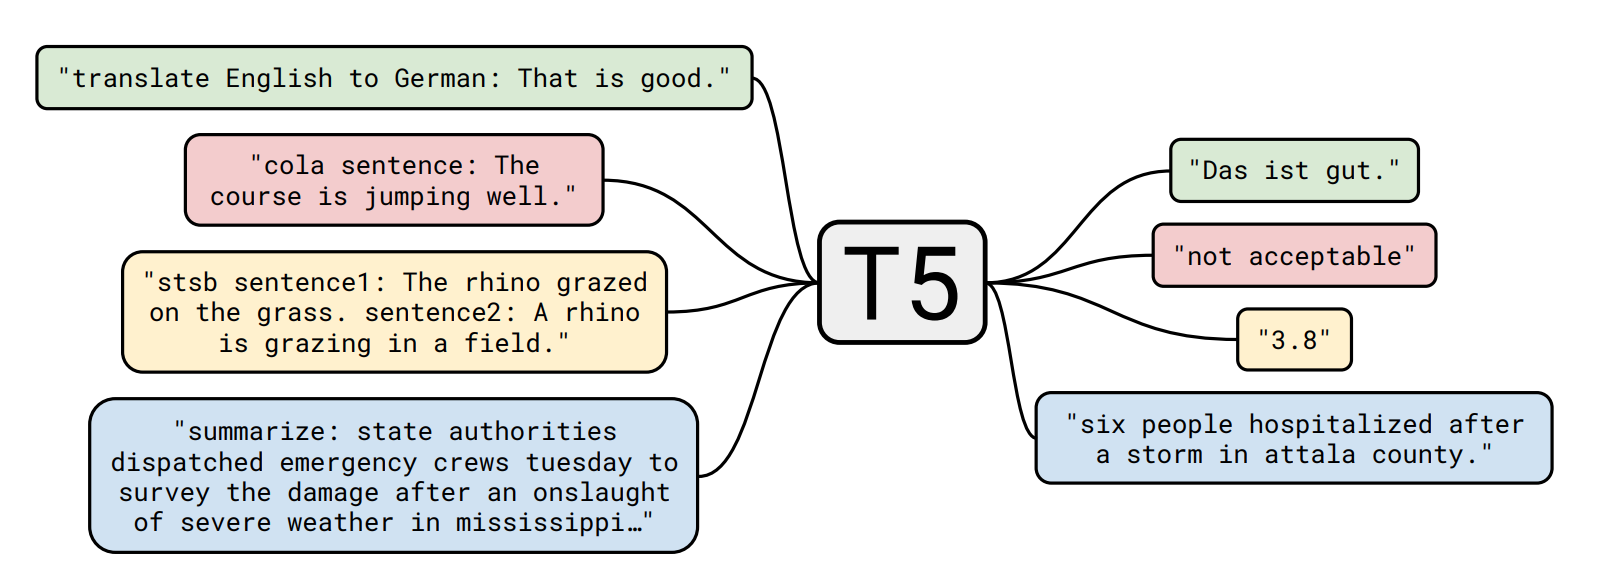 "translate English to German: That is good."
"cola sentence: The
course is jumping well."
"stsb sentence1: The rhino grazed
on the grass. sentence2: A rhino
is grazing in a field."
"summarize: state authorities
dispatched emergency crews tuesday to
survey the damage after an onslaught
of severe weather in mississippi…"
T5
"Das ist gut."
"not acceptable"
"3.8"
"six people hospitalized after
a storm in attala county."